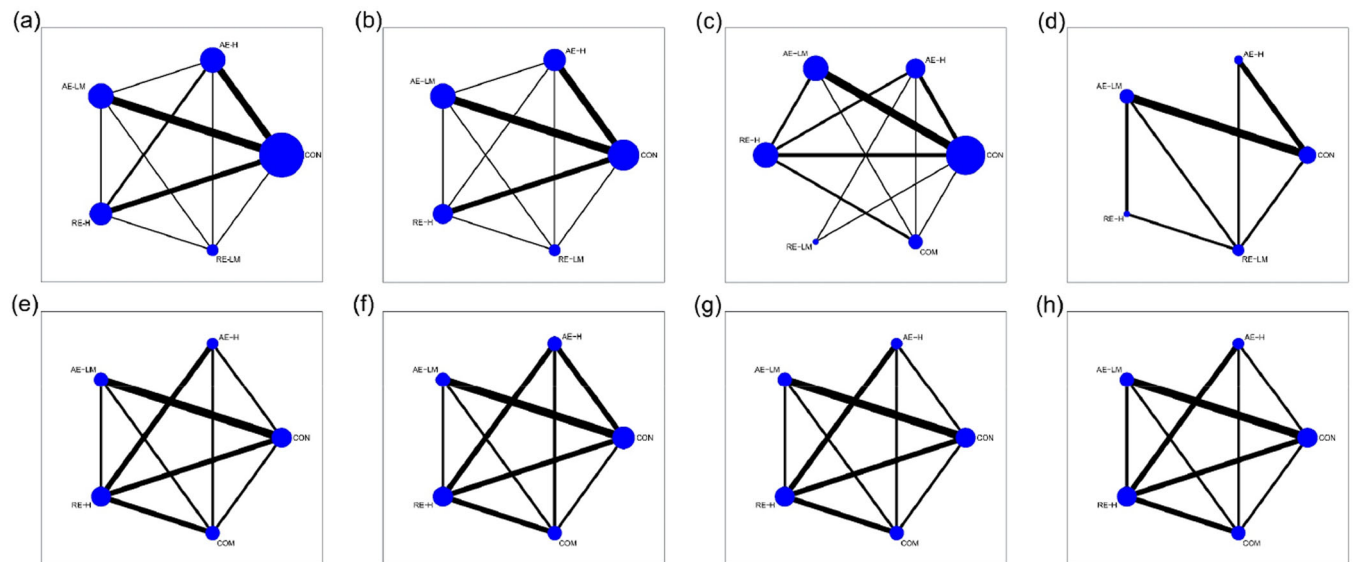 (a)
AE-H
AE-LM
CON
RE-H
RE-LM
(b)
AE-H
AE-LM
CON
RE-H
RE-LM
(c)
AE-LM
AE-H
RE-H
CON
RE-LM
COM
(d)
AE-H
AE-LM
CON
RE-H
RE-LM
(e)
AE-H
AE-LM
CON
RE-H
COM
(f)
AE-H
AE-LM
CON
RE-H
COM
(g)
AE-H
AE-LM
CON
RE-H
COM
(h)
AE-H
AE-LM
CON
RE-H
COM